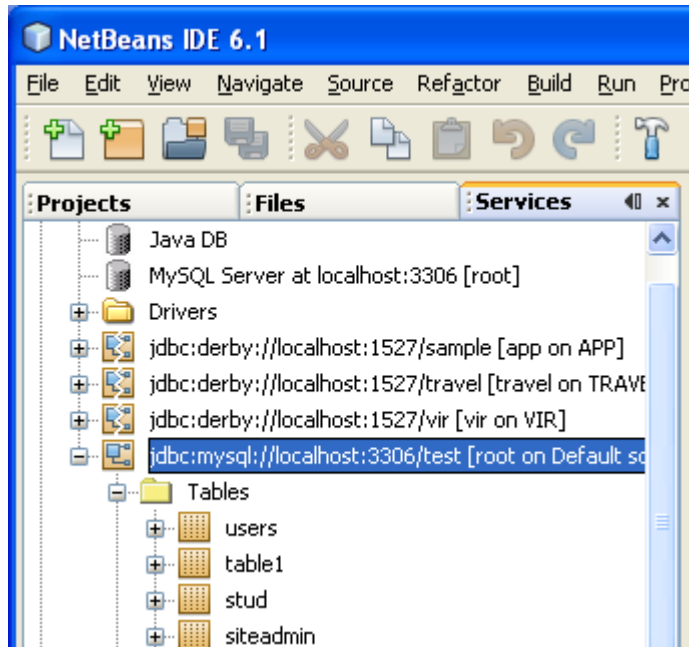 NetBeans IDE 6.1
File Edit View Navigate Source Refactor Build Run Pro
Projects Files Services
Java DB
MySQL Server at localhost:3306 [root]
Drivers
jdbc:derby://localhost:1527/sample [app on APP]
jdbc:derby://localhost:1527/travel [travel on TRAVE
jdbc:derby://localhost:1527/vir [vir on VIR]
jdbc:mysql://localhost:3306/test [root on Default sc
Tables
users
table1
stud
siteadmin